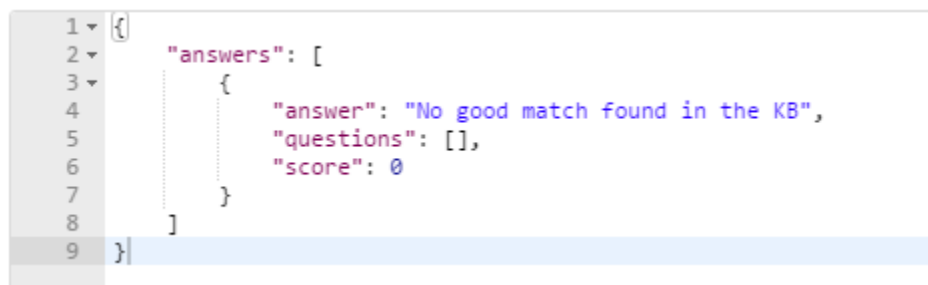 1 {
2 "answers": [
3 {
4 "answer": "No good match found in the KB",
5 "questions": [],
6 "score": 0
7 }
8 ]
9 }